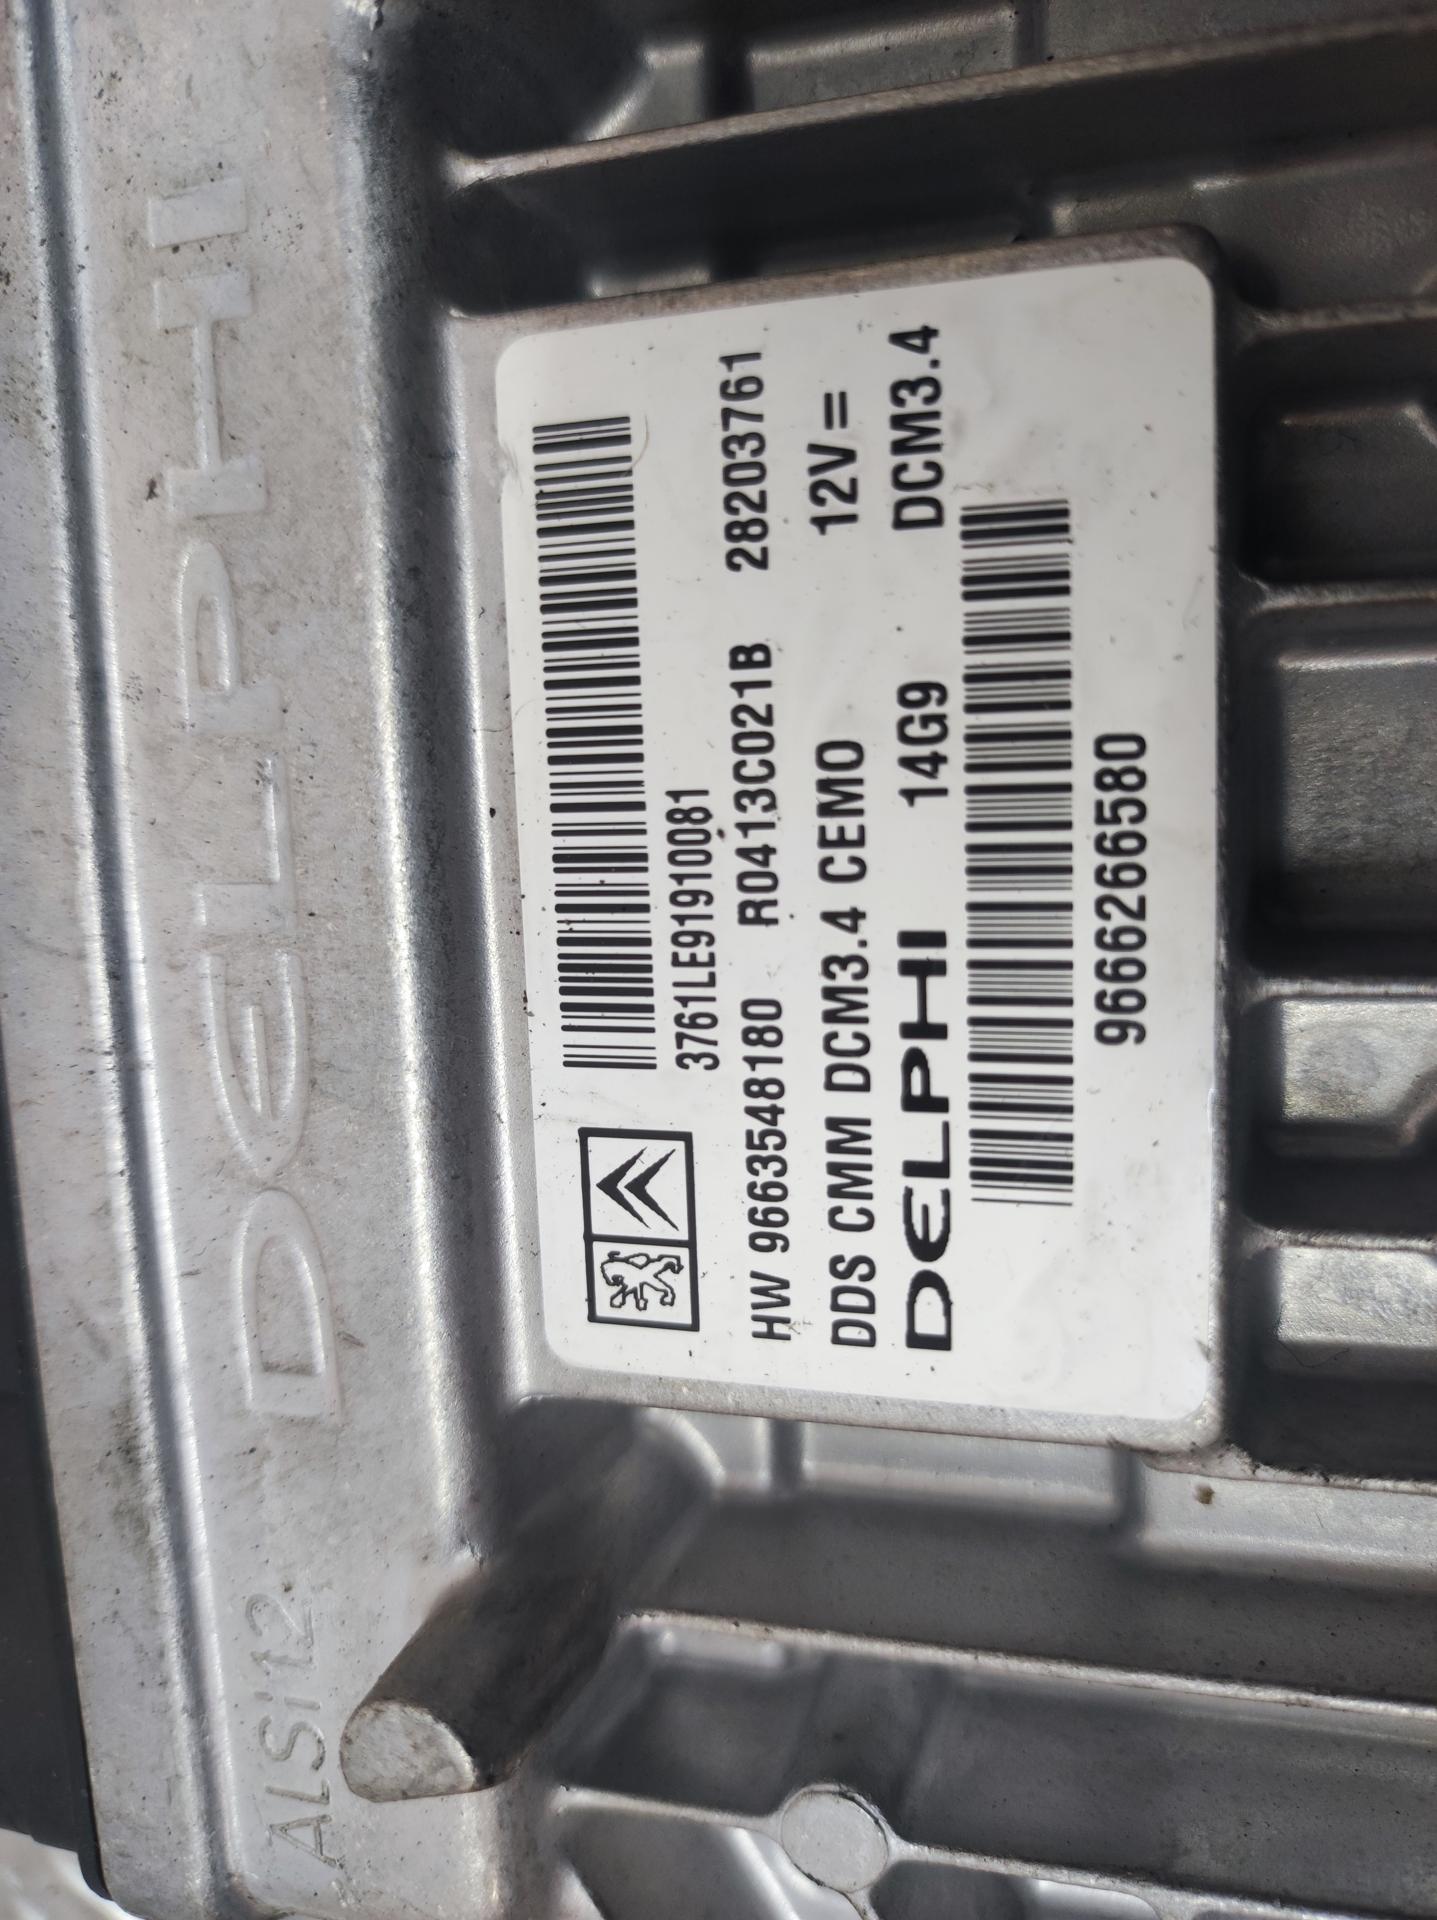 DELPHI
ALSi12
3761LE91910081
HW 9663548180 R0413C021B 28203761
DDS CMM DCM3.4 CEMO 12V =
DELPHI 14G9 DCM3.4
9666266580